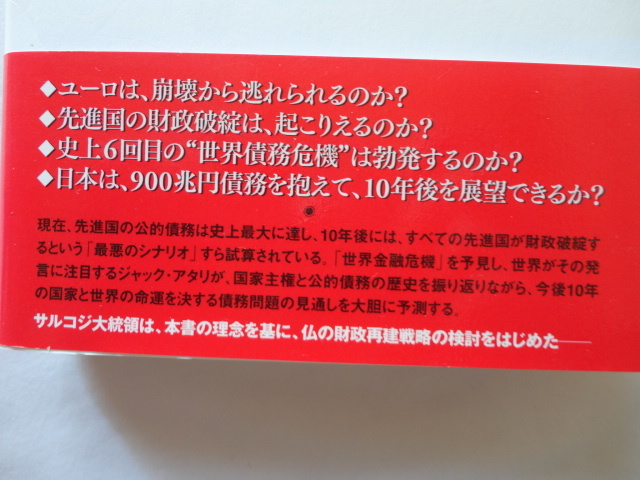 ◆ユーロは、崩壊から逃れられるのか?
◆先進国の財政破綻は、起こりえるのか?
◆史上6回目の“世界債務危機”は勃発するのか?
◆日本は、900兆円債務を抱えて、10年後を展望できるか?
現在、先進国の公的債務は史上最大に達し、10年後には、すべての先進国が財政破綻す
るという「最悪のシナリオ」すら試算されている。「世界金融危機」を予見し、世界がその発
言に注目するジャック・アタリが、国家主権と公的債務の歴史を振り返りながら、今後10年
の国家と世界の命運を決する債務問題の見通しを大胆に予測する。
サルコジ大統領は、本書の理念を基に、仏の財政再建戦略の検討をはじめた――